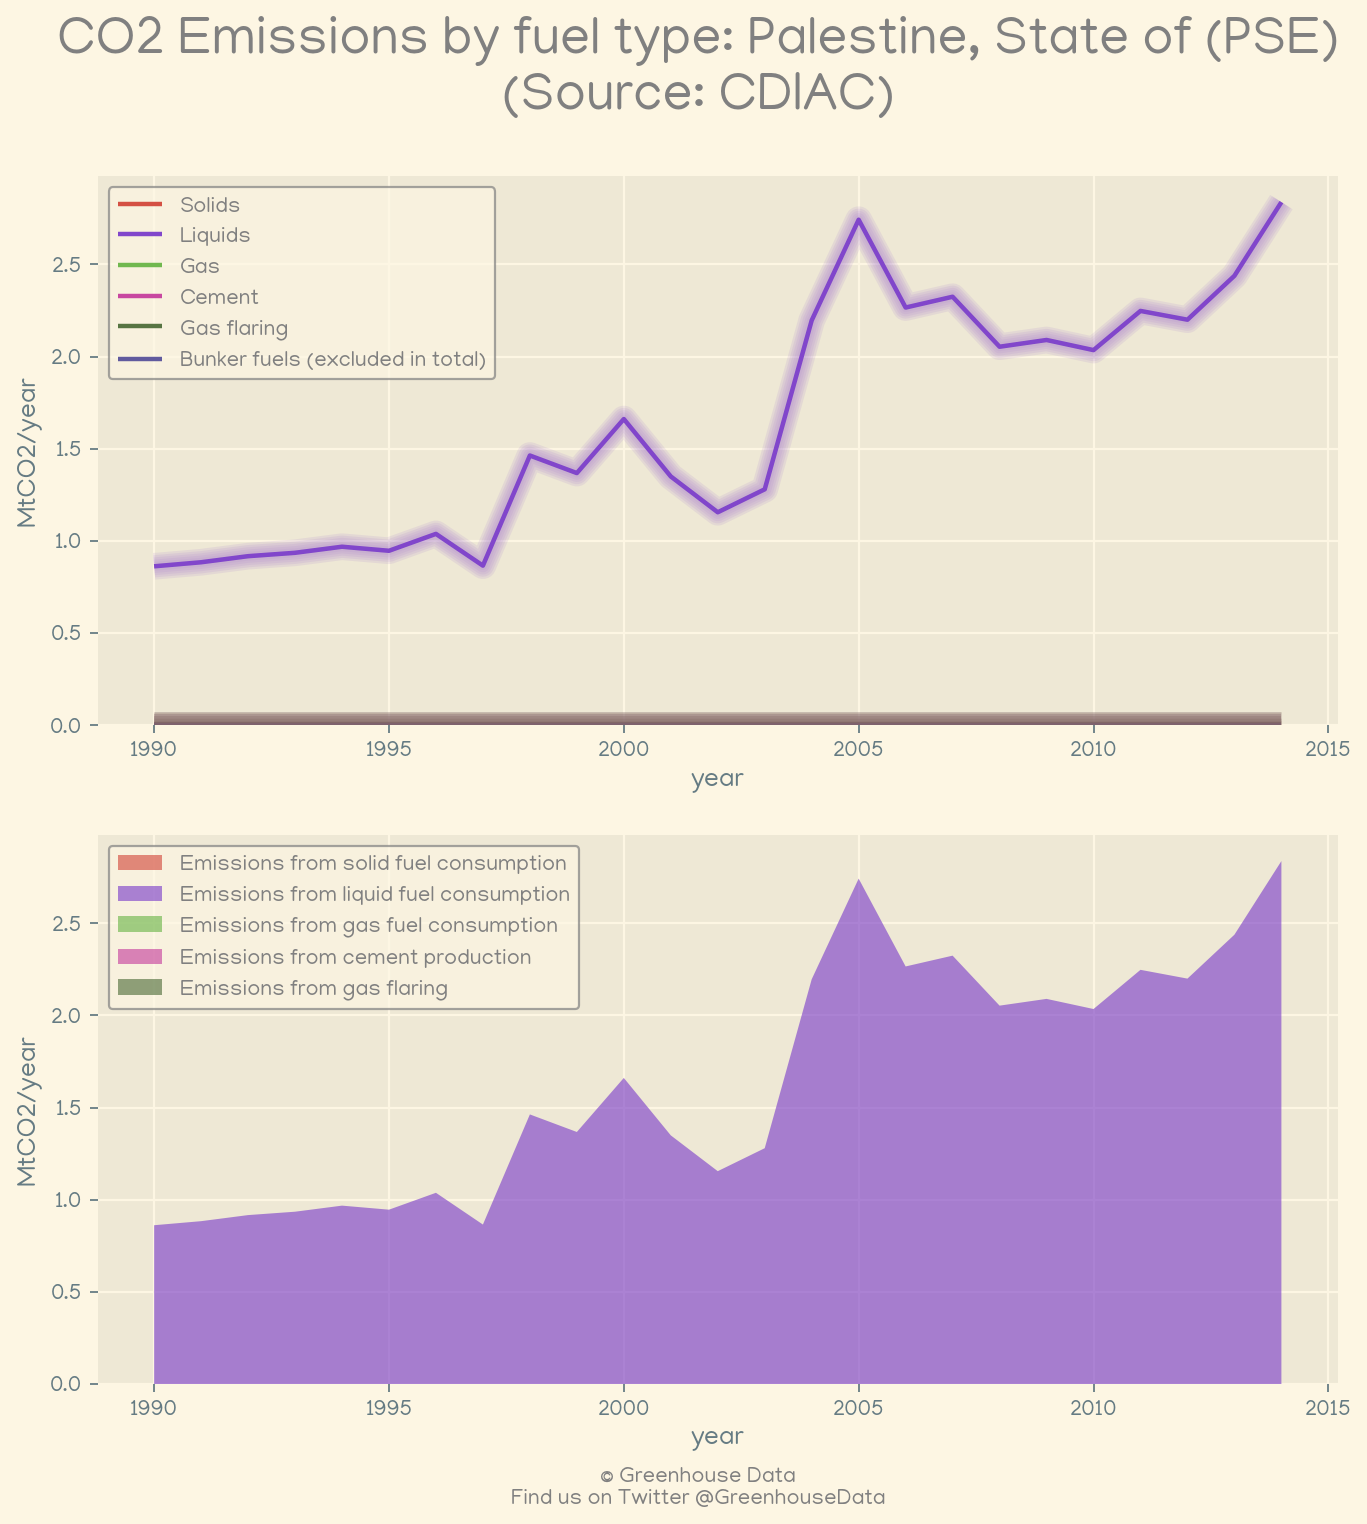 CO2 Emissions by fuel type: Palestine, State of (PSE)
(Source: CDIAC)
Solids
Liquids
Gas
Cement
Gas flaring
Bunker fuels (excluded in total)
MtCO2/year
2.5
2.0
1.5
1.0
0.5
0.0
1990 1995 2000 2005 2010 2015
year
Emissions from solid fuel consumption
Emissions from liquid fuel consumption
Emissions from gas fuel consumption
Emissions from cement production
Emissions from gas flaring
MtCO2/year
2.5
2.0
1.5
1.0
0.5
0.0
1990 1995 2000 2005 2010 2015
year
© Greenhouse Data
Find us on Twitter @GreenhouseData